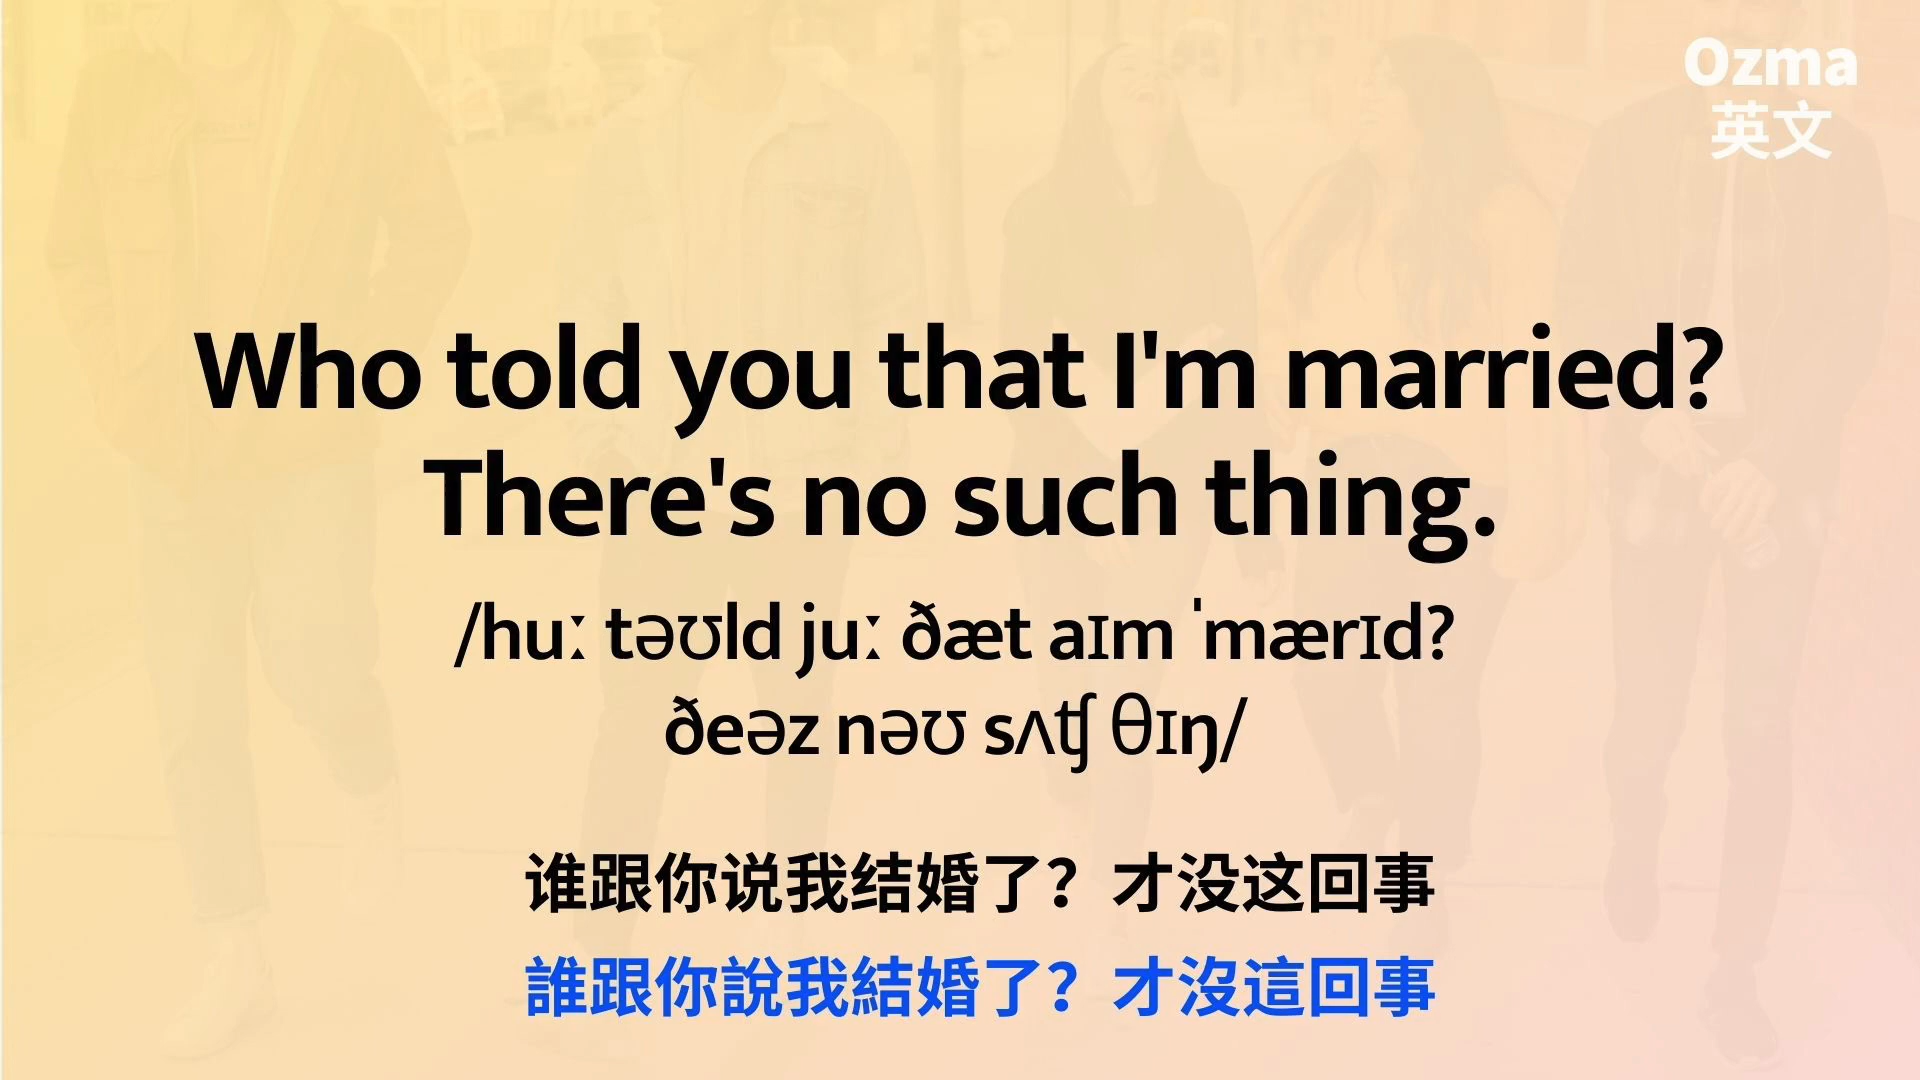 Ozma
英文
Who told you that I'm married?
There's no such thing.
/huː təʊld juː ðæt aɪm ˈmærɪd?
ðeəz nəʊ sʌʧ θɪŋ/
谁跟你说我结婚了？才没这回事
誰跟你說我結婚了？才沒這回事